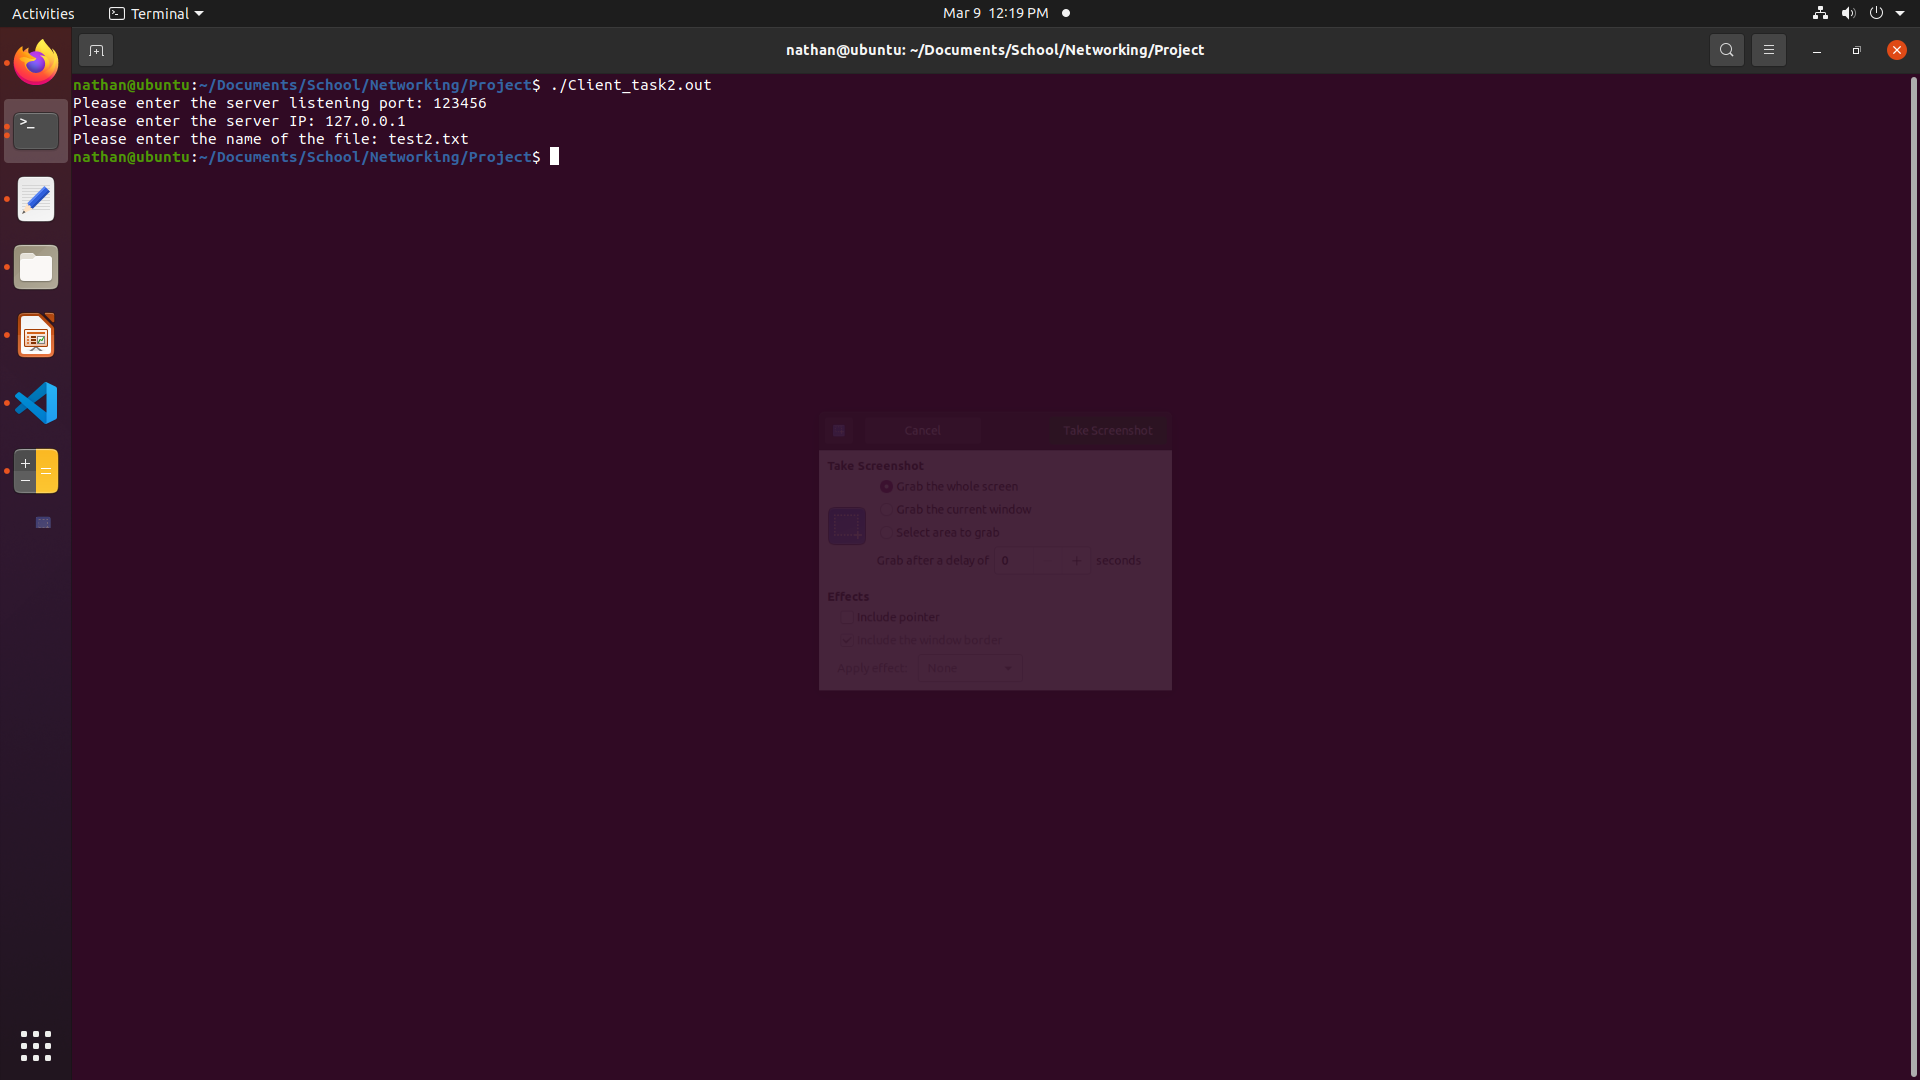 Activities
Terminal
Mar 9 12:19 PM
nathan@ubuntu: ~/Documents/School/Networking/Project
nathan@ubuntu:~/Documents/School/Networking/Project$ ./Client_task2.out
Please enter the server listening port: 123456
Please enter the server IP: 127.0.0.1
Please enter the name of the file: test2.txt
nathan@ubuntu:~/Documents/School/Networking/Project$
Cancel
Take Screenshot
Take Screenshot
Grab the whole screen
Grab the current window
Select area to grab
Grab after a delay of 0 + seconds
Effects
Include pointer
Include the window border
Apply effect: None